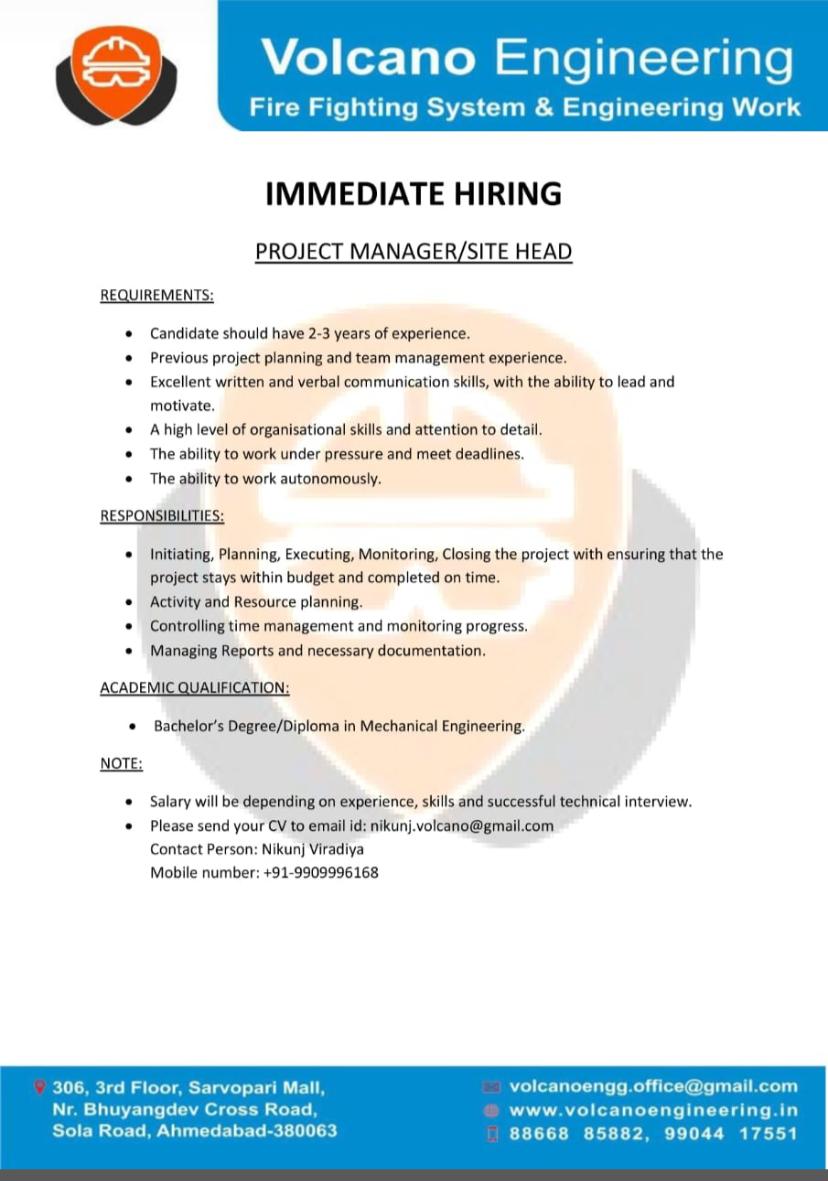 Volcano Engineering
Fire Fighting System & Engineering Work
IMMEDIATE HIRING
PROJECT MANAGER/SITE HEAD
REQUIREMENTS:
• Candidate should have 2-3 years of experience.
• Previous project planning and team management experience.
• Excellent written and verbal communication skills, with the ability to lead and
motivate.
• A high level of organisational skills and attention to detail.
• The ability to work under pressure and meet deadlines.
• The ability to work autonomously.
RESPONSIBILITIES:
• Initiating, Planning, Executing, Monitoring, Closing the project with ensuring that the
project stays within budget and completed on time.
• Activity and Resource planning.
• Controlling time management and monitoring progress.
• Managing Reports and necessary documentation.
ACADEMIC QUALIFICATION:
• Bachelor’s Degree/Diploma in Mechanical Engineering.
NOTE:
• Salary will be depending on experience, skills and successful technical interview.
• Please send your CV to email id: nikunj.volcano@gmail.com
Contact Person: Nikunj Viradiya
Mobile number: +91-9909996168
306, 3rd Floor, Sarvopari Mall,
Nr. Bhuyangdev Cross Road,
Sola Road, Ahmedabad-380063
volcanoengg.office@gmail.com
www.volcanoengineering.in
88668 85882, 99044 17551